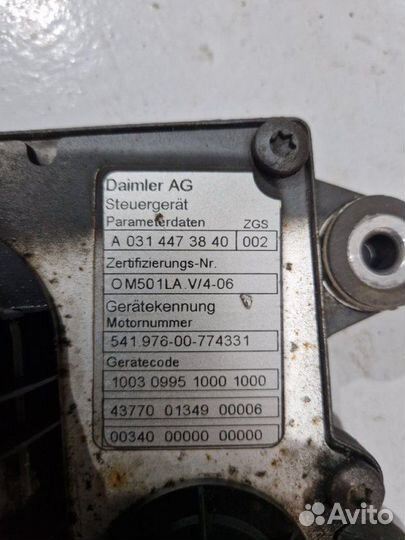 Daimler AG
Steuergerät
Parameterdaten ZGS
A 031 447 38 40 002
Zertifizierungs-Nr.
OM501LA.V/4-06
Gerätekennung
Motornummer
541.976-00-774331
Gerätecode
1003 0995 1000 1000
43770 01349 00006
00340 00000 00000
Avito